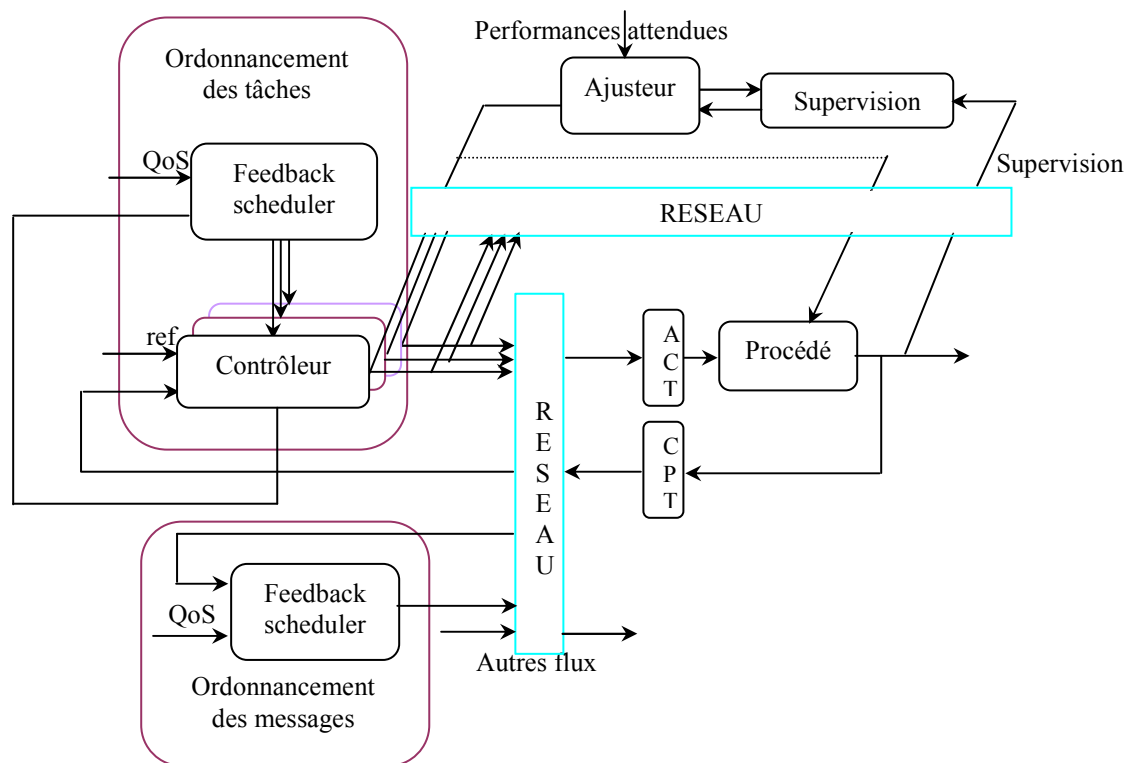 Performances attendues
Ordonnancement
des tâches
Ajusteur
Supervision
QoS
Feedback
scheduler
Supervision
RESEAU
ref
Contrôleur
A
C
T
Procédé
R
E
S
E
A
U
C
P
T
Feedback
scheduler
QoS
Autres flux
Ordonnancement
des messages